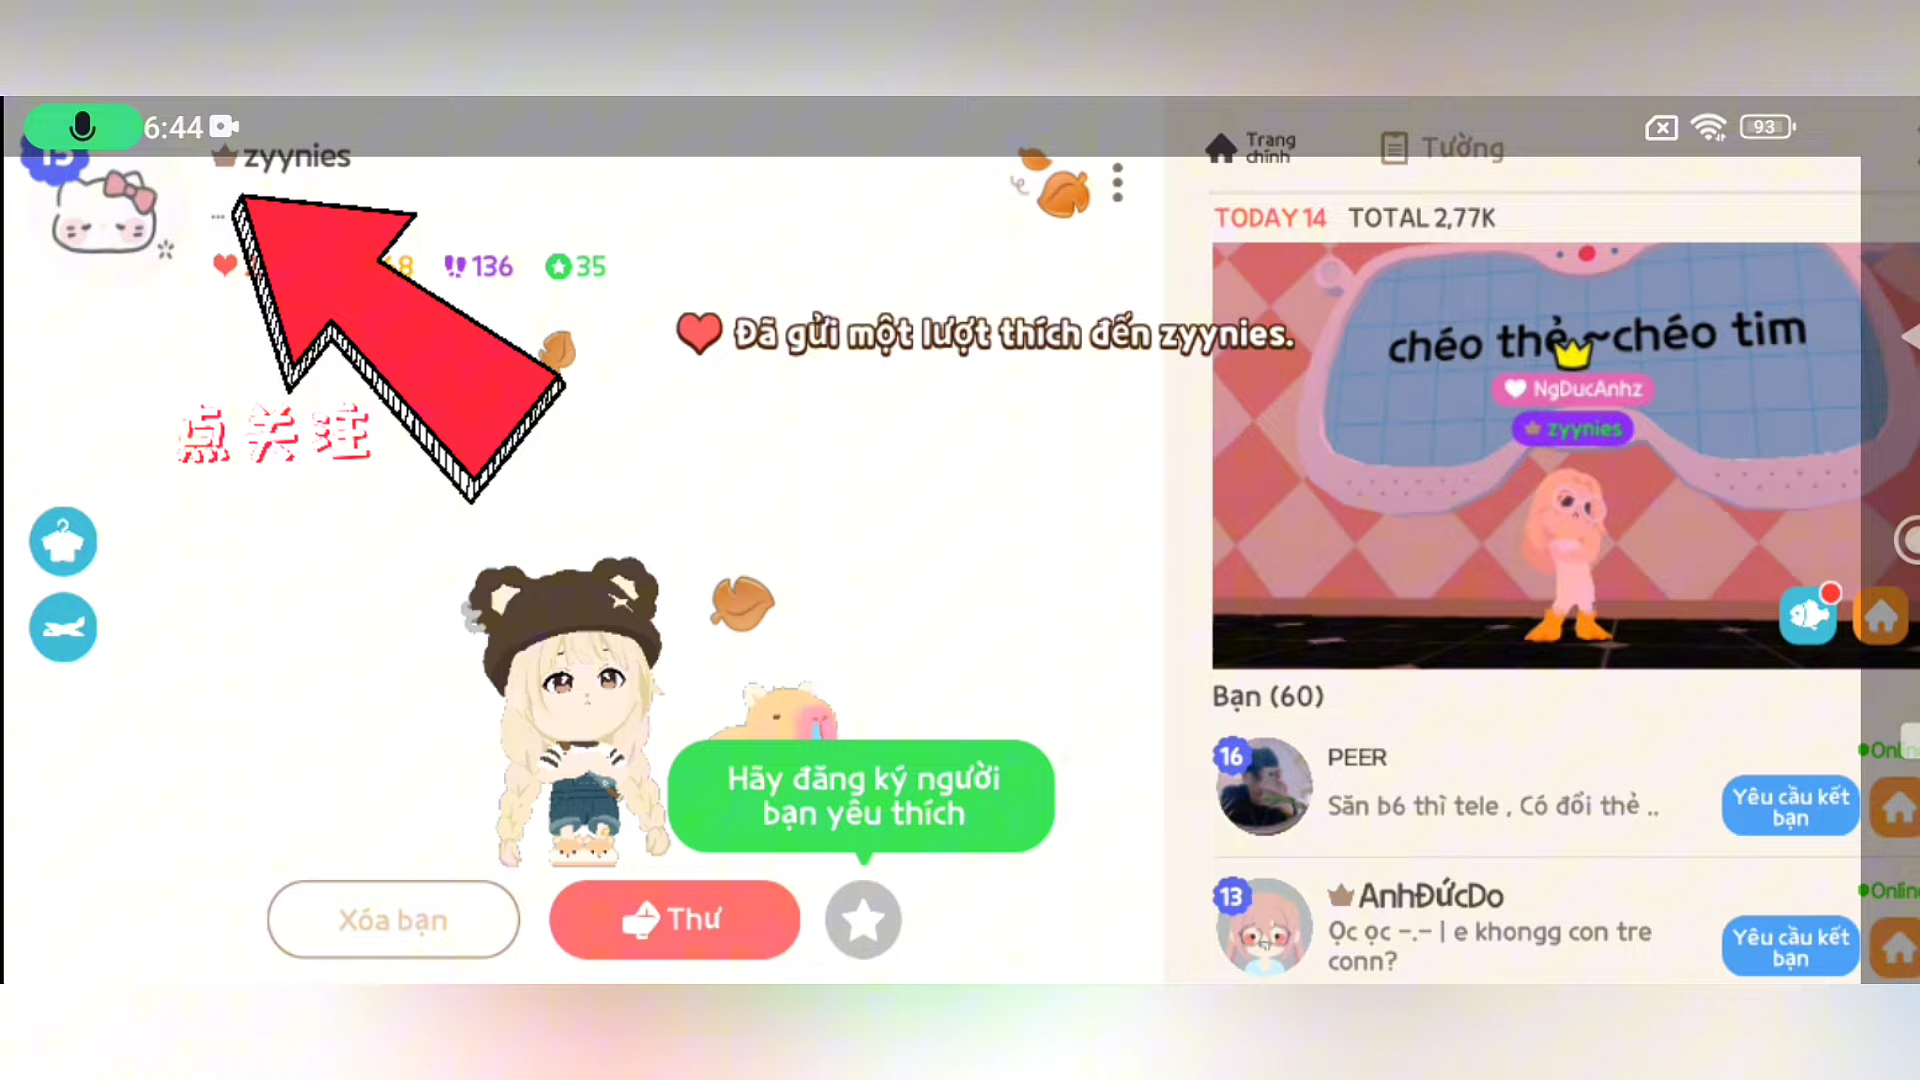 6:44
93
15
zyynies
...
8
136
35
点关注
Đã gửi một lượt thích đến zyynies.
Hãy đăng ký người
bạn yêu thích
Xóa bạn
Thư
Trang
chính
Tường
TODAY 14 TOTAL 2,77K
chéo thẻ~chéo tim
NgDucAnhz
zyynies
Bạn (60)
16
PEER
Săn b6 thì tele , Có đổi thẻ ..
Yêu cầu kết
bạn
13
AnhĐứcDo
Online
Ọc ọc -.- | e khongg con tre
conn?
Yêu cầu kết
bạn